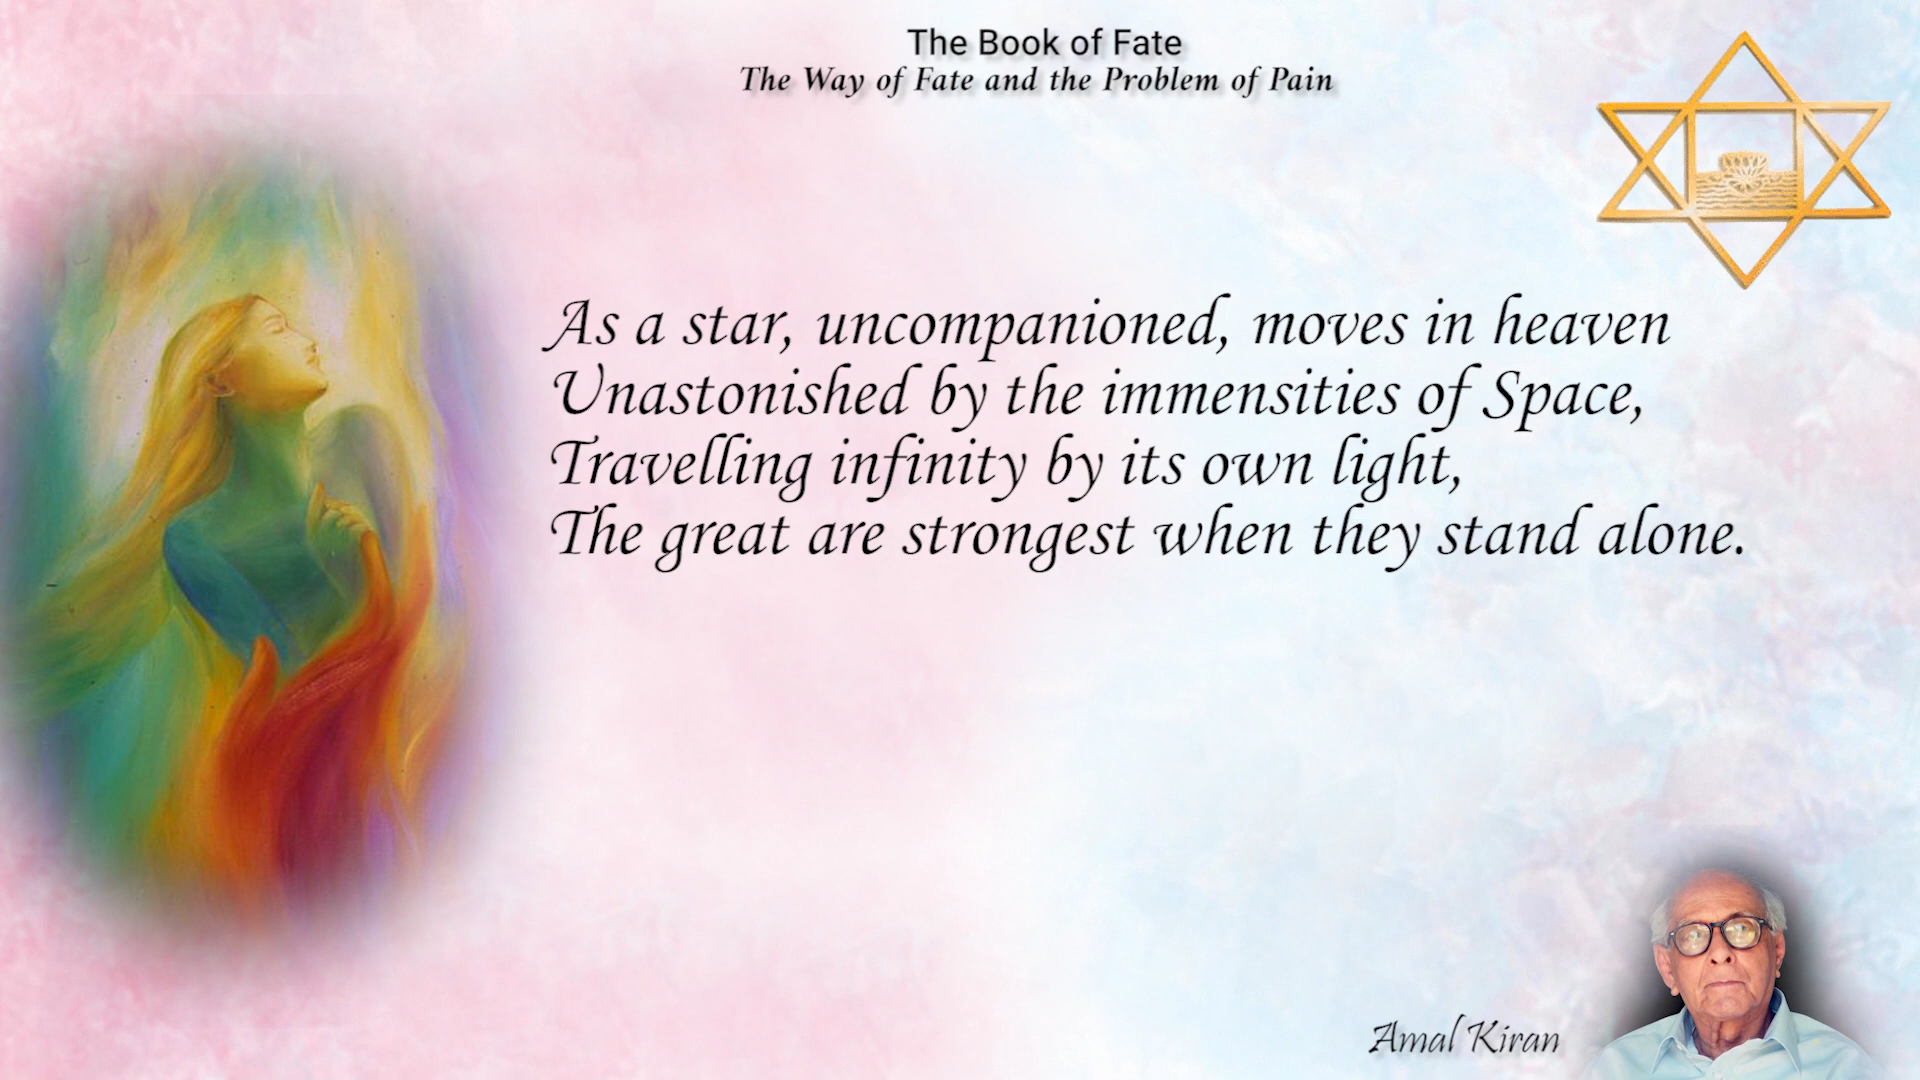 The Book of Fate
The Way of Fate and the Problem of Pain
As a star, uncompanioned, moves in heaven
Unastonished by the immensities of Space,
Travelling infinity by its own light,
The great are strongest when they stand alone.
Amal Kiran